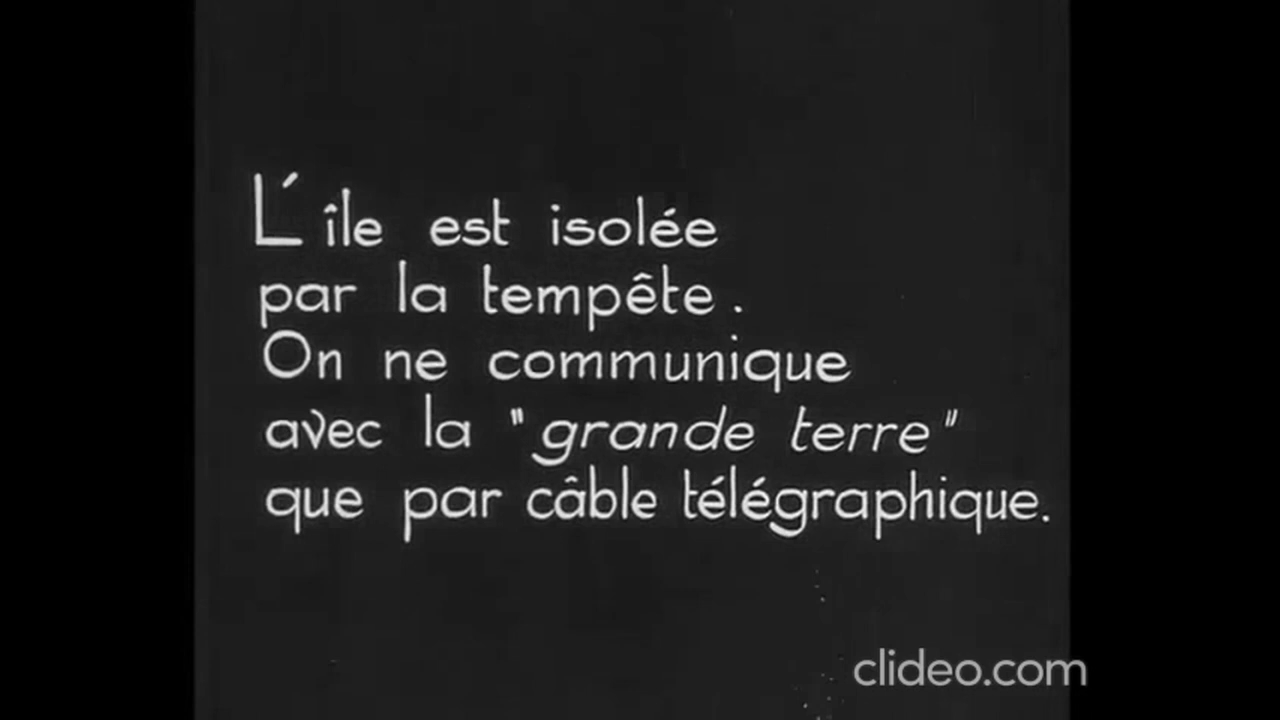 L'île est isolée
par la tempête.
On ne communique
avec la "grande terre"
que par câble télégraphique.
clideo.com